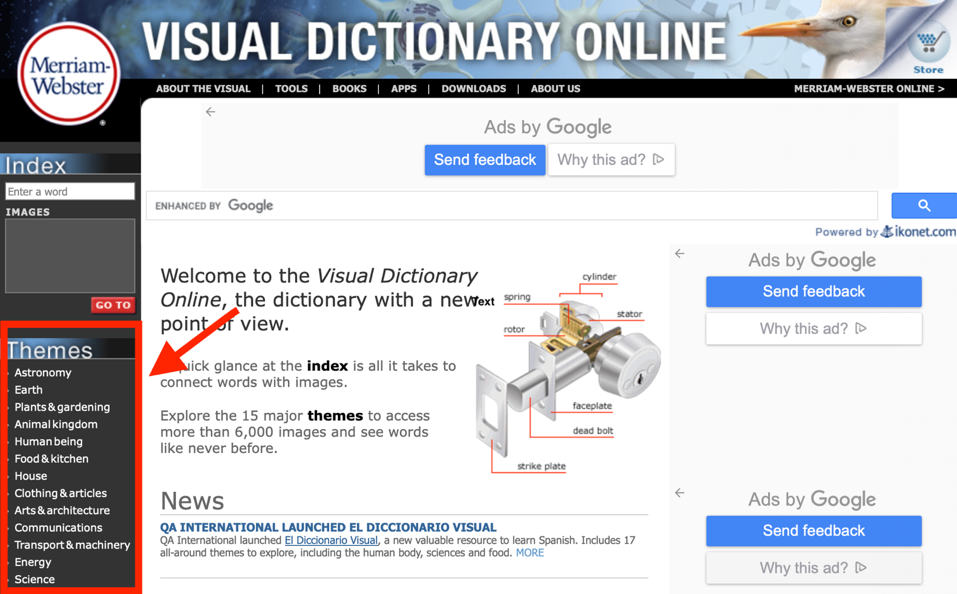 VISUAL DICTIONARY ONLINE
Merriam-
Webster
®
Store
ABOUT THE VISUAL | TOOLS | BOOKS | APPS | DOWNLOADS | ABOUT US
MERRIAM-WEBSTER ONLINE >
Index
Enter a word
IMAGES
GO TO
Themes
Astronomy
Earth
Plants & gardening
Animal kingdom
Human being
Food & kitchen
House
Clothing & articles
Arts & architecture
Communications
Transport & machinery
Energy
Science
Ads by Google
Send feedback
Why this ad?
ENHANCED BY Google
Powered by ikonet.com
Welcome to the Visual Dictionary
Online, the dictionary with a new
point of view.
Text
quick glance at the index is all it takes to
connect words with images.
Explore the 15 major themes to access
more than 6,000 images and see words
like never before.
cylinder
spring
stator
rotor
faceplate
dead bolt
strike plate
News
QA INTERNATIONAL LAUNCHED EL DICCIONARIO VISUAL
QA International launched El Diccionario Visual, a new valuable resource to learn Spanish. Includes 17
all-around themes to explore, including the human body, sciences and food. MORE
Ads by Google
Send feedback
Why this ad?
Ads by Google
Send feedback
Why this ad?